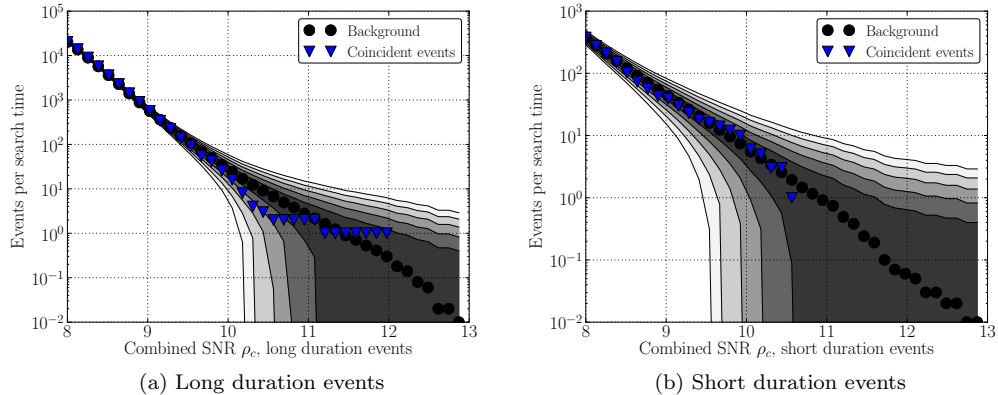 Events per search time
10^5
10^4
10^3
10^2
10^1
10^0
10^−1
10^−2
8 9 10 11 12 13
Background
Coincident events
Combined SNR ρ_c, long duration events
(a) Long duration events
Events per search time
10^3
10^2
10^1
10^0
10^−1
10^−2
8 9 10 11 12 13
Background
Coincident events
Combined SNR ρ_c, short duration events
(b) Short duration events